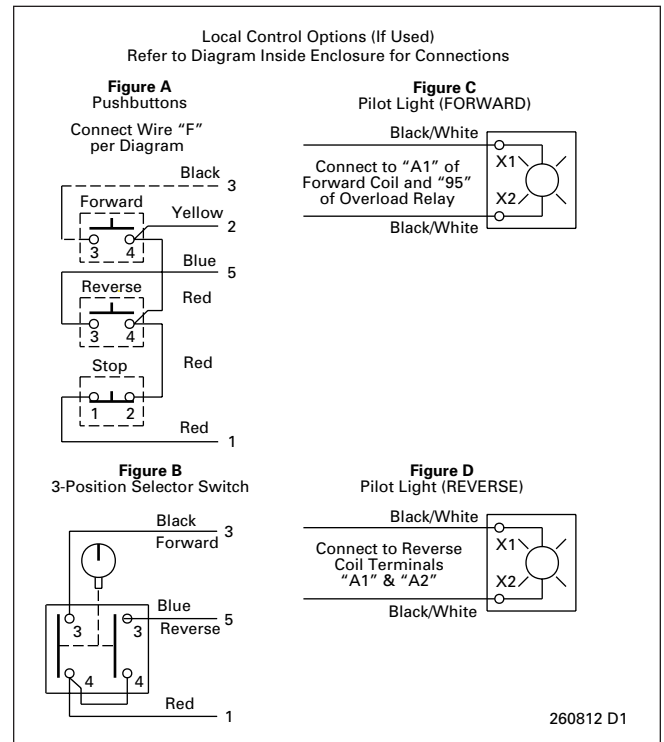 Local Control Options (If Used)
Refer to Diagram Inside Enclosure for Connections
Figure A
Pushbuttons
Connect Wire “F”
per Diagram
Black
3
Forward
Yellow
2
3 4
Blue
5
Reverse
Red
3 4
Stop
Red
1 2
Red
1
Figure C
Pilot Light (FORWARD)
Black/White
X1
Connect to “A1” of
Forward Coil and “95”
of Overload Relay
X2
Black/White
Figure B
3-Position Selector Switch
Black
3
Forward
Blue
5
Reverse
3 3
4 4
Red
1
Figure D
Pilot Light (REVERSE)
Black/White
X1
Connect to Reverse
Coil Terminals
“A1” & “A2”
X2
Black/White
260812 D1